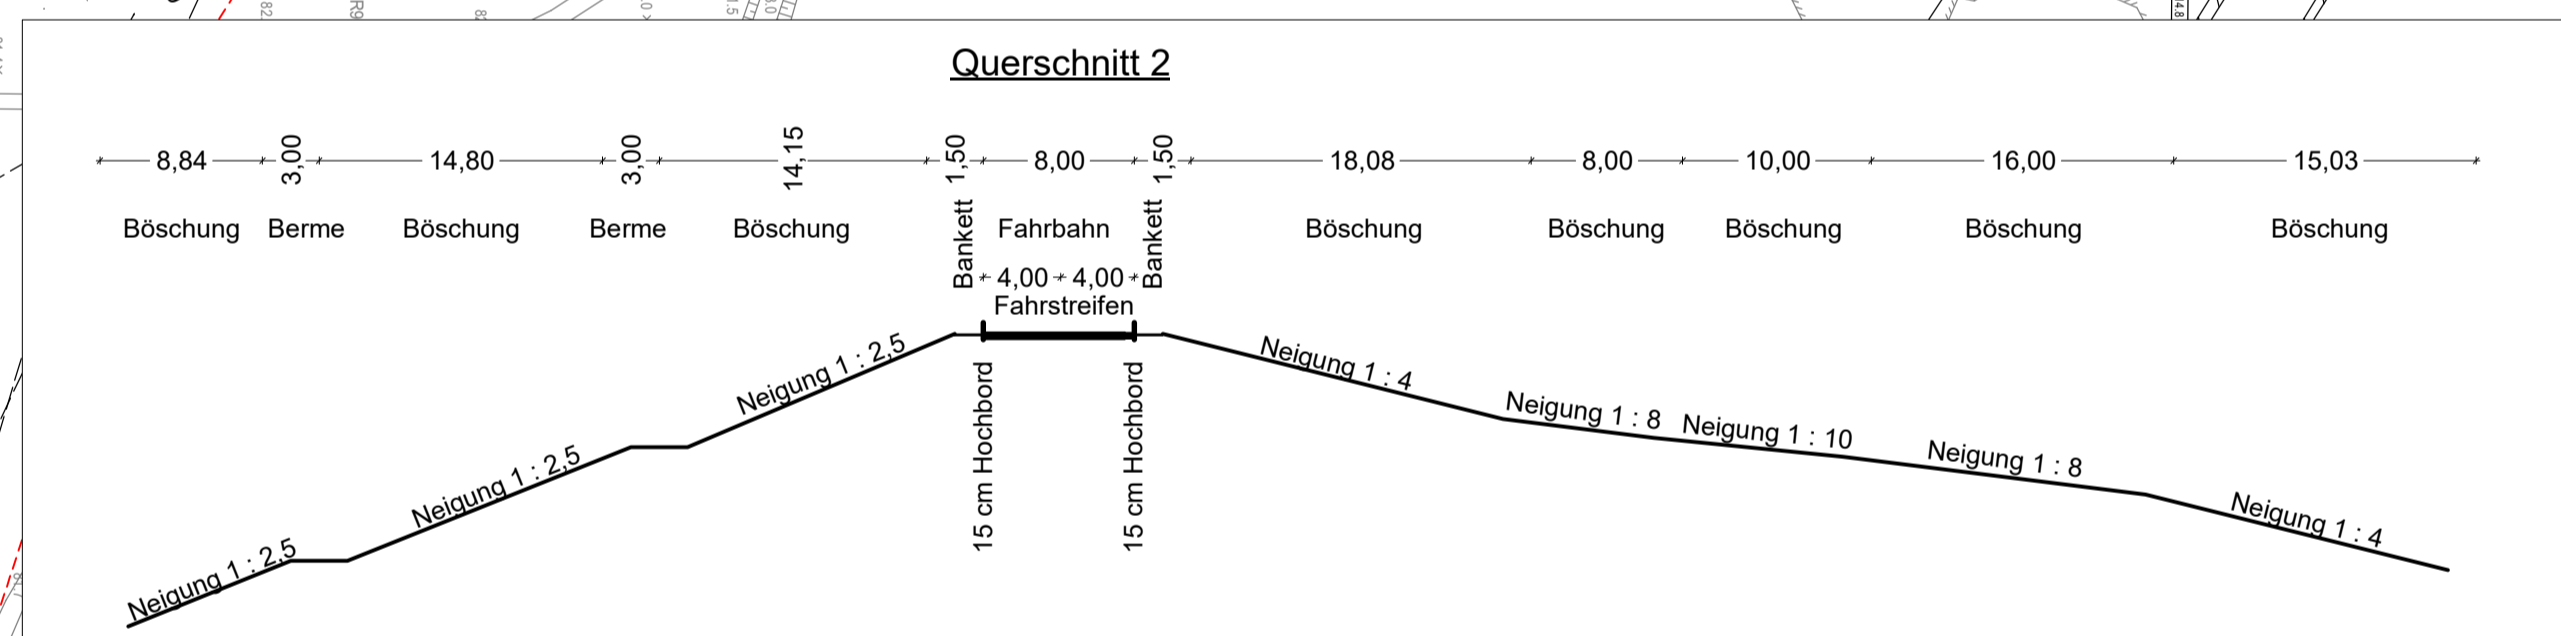 Querschnitt 2
8,84 3,00 14,80 3,00 14,15 1,50 8,00 1,50 18,08 8,00 10,00 16,00 15,03
Böschung Berme Böschung Berme Böschung Bankett Fahrbahn Bankett Böschung Böschung Böschung Böschung Böschung
4,00 4,00
Fahrstreifen
Neigung 1 : 2,5
Neigung 1 : 2,5
Neigung 1 : 2,5
15 cm Hochbord
15 cm Hochbord
Neigung 1 : 4
Neigung 1 : 8
Neigung 1 : 10
Neigung 1 : 8
Neigung 1 : 4